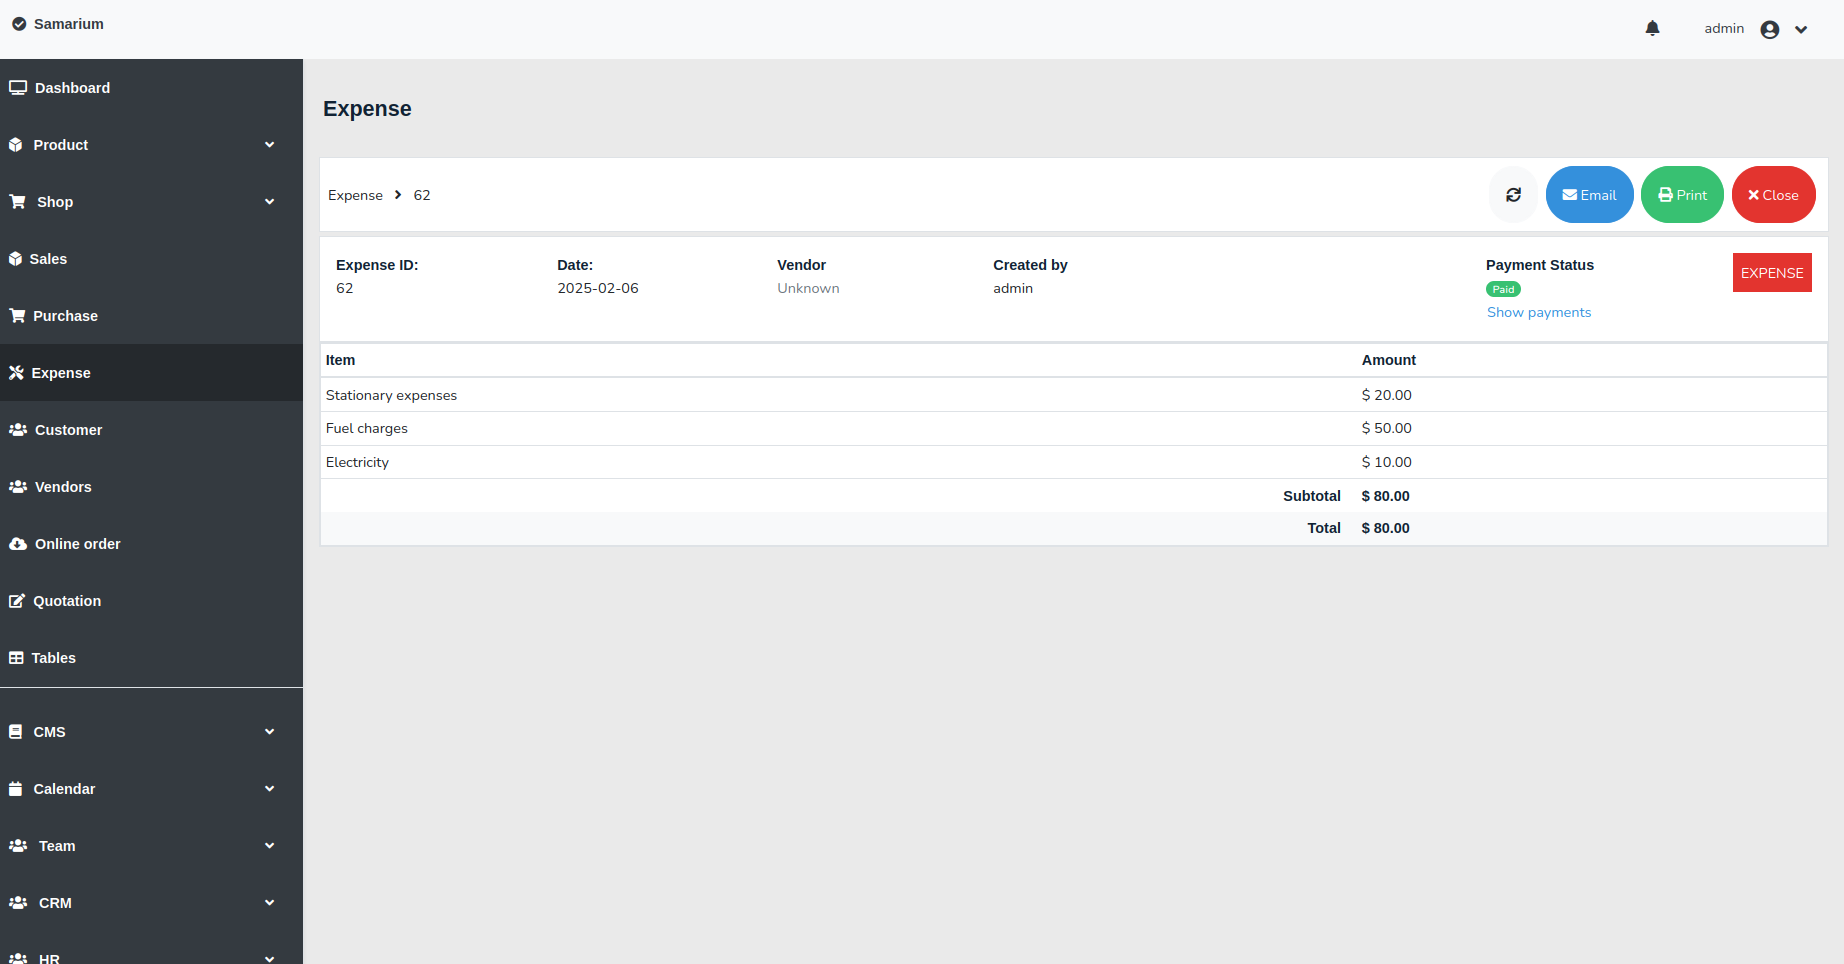 Samarium
admin
Dashboard
Product
Shop
Sales
Purchase
Expense
Customer
Vendors
Online order
Quotation
Tables
CMS
Calendar
Team
CRM
HR
Expense
Expense 62
Email
Print
Close
Expense ID: Date: Vendor Created by Payment Status EXPENSE
62 2025-02-06 Unknown admin Paid
Show payments
Item Amount
Stationary expenses $ 20.00
Fuel charges $ 50.00
Electricity $ 10.00
Subtotal $ 80.00
Total $ 80.00